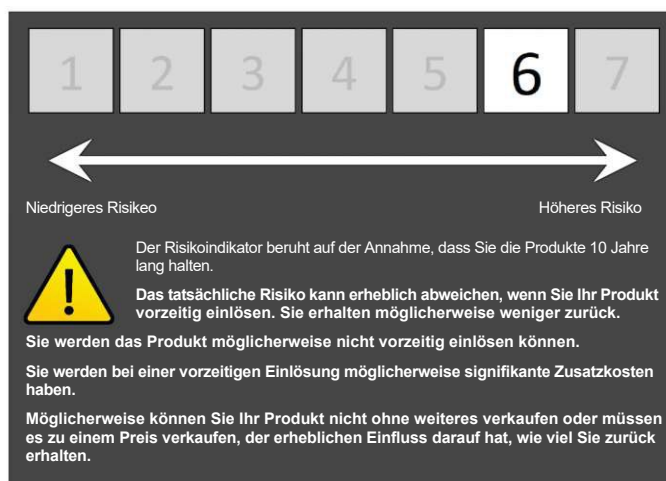 1 2 3 4 5 6 7
Niedrigeres Risikeo Höheres Risiko
Der Risikoindikator beruht auf der Annahme, dass Sie die Produkte 10 Jahre
lang halten.
Das tatsächliche Risiko kann erheblich abweichen, wenn Sie Ihr Produkt
vorzeitig einlösen. Sie erhalten möglicherweise weniger zurück.
Sie werden das Produkt möglicherweise nicht vorzeitig einlösen können.
Sie werden bei einer vorzeitigen Einlösung möglicherweise signifikante Zusatzkosten
haben.
Möglicherweise können Sie Ihr Produkt nicht ohne weiteres verkaufen oder müssen
es zu einem Preis verkaufen, der erheblichen Einfluss darauf hat, wie viel Sie zurück
erhalten.